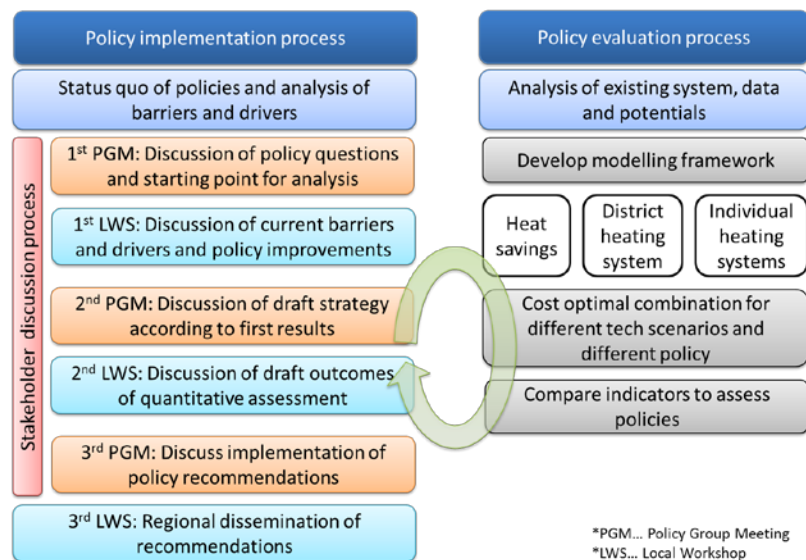 Policy implementation process
Status quo of policies and analysis of
barriers and drivers
Stakeholder discussion process
1st PGM: Discussion of policy questions
and starting point for analysis
1st LWS: Discussion of current barriers
and drivers and policy improvements
2nd PGM: Discussion of draft strategy
according to first results
2nd LWS: Discussion of draft outcomes
of quantitative assessment
3rd PGM: Discuss implementation of
policy recommendations
3rd LWS: Regional dissemination of
recommendations
Policy evaluation process
Analysis of existing system, data
and potentials
Develop modelling framework
Heat
savings
District
heating
system
Individual
heating
systems
Cost optimal combination for
different tech scenarios and
different policy
Compare indicators to assess
policies
*PGM... Policy Group Meeting
*LWS... Local Workshop